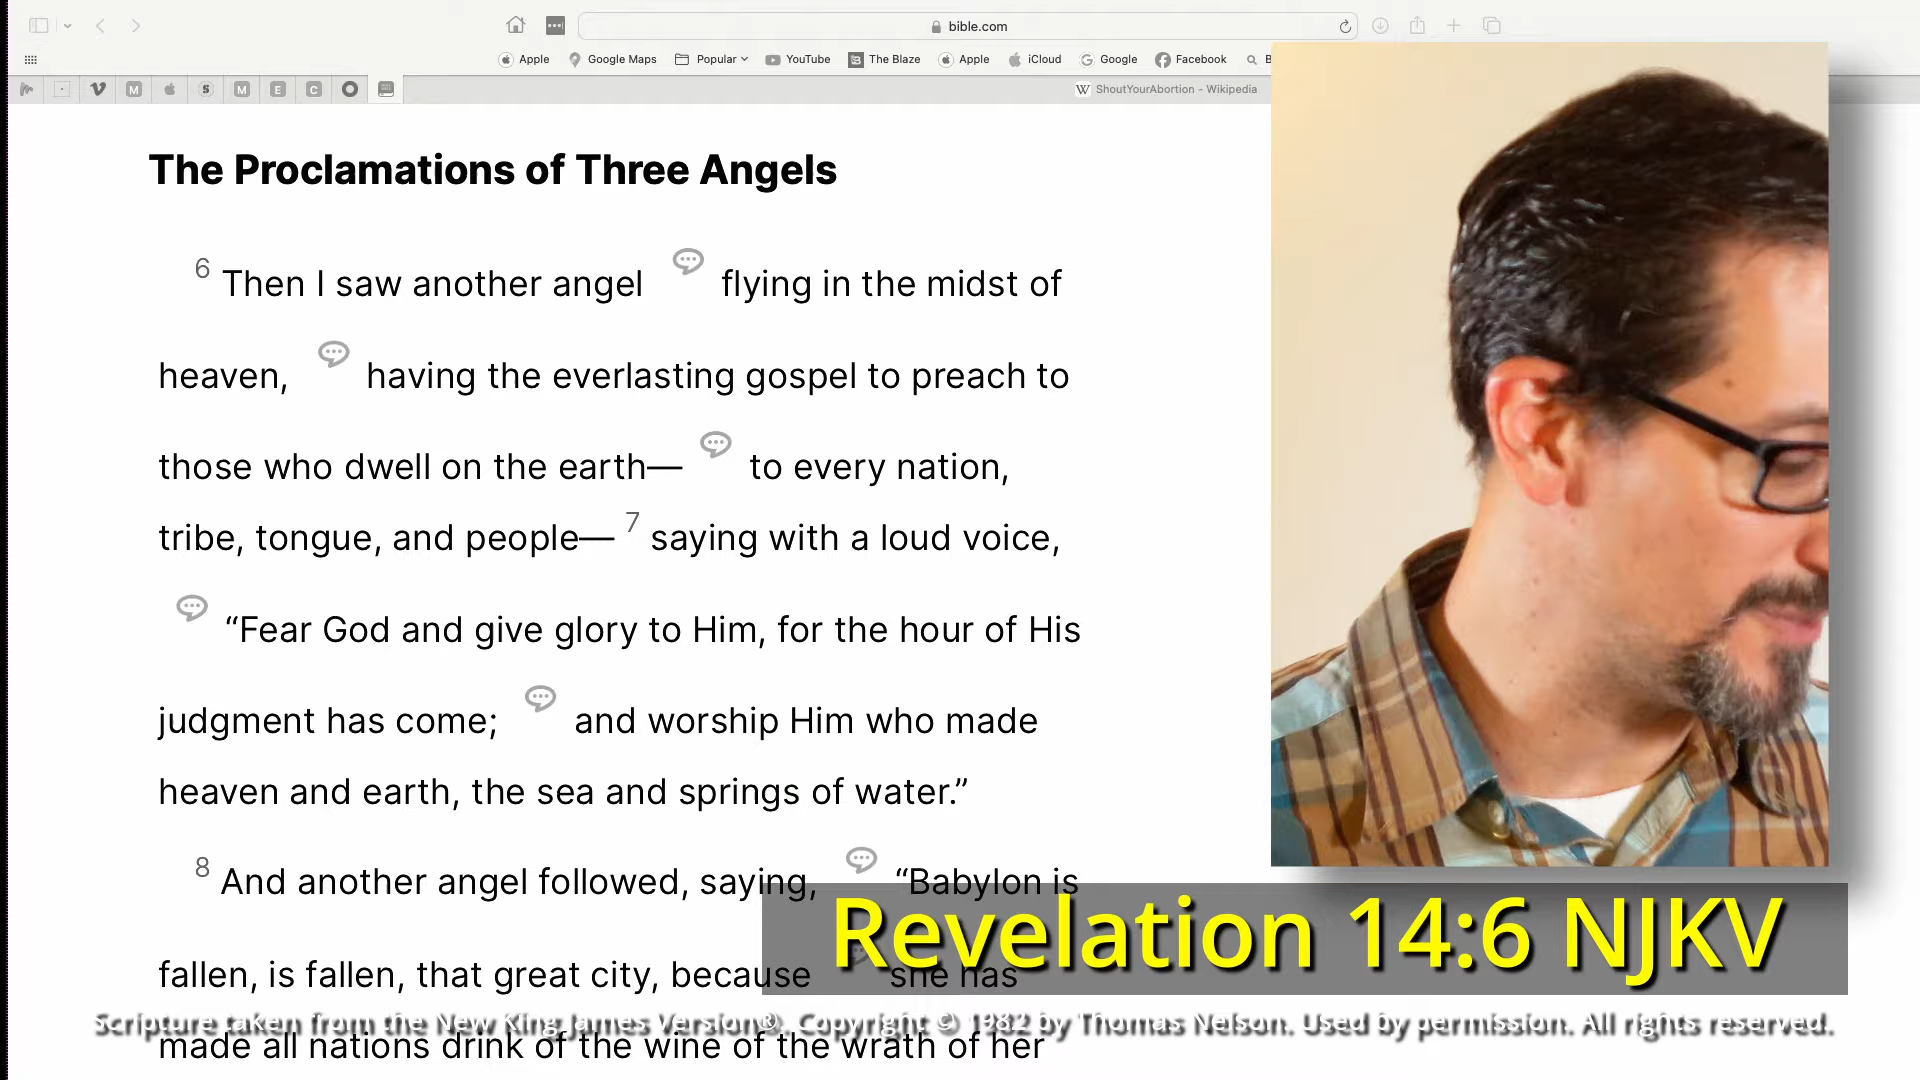 bible.com
Apple Google Maps Popular YouTube The Blaze Apple iCloud Google Facebook B
M S M E C W ShoutYourAbortion - Wikipedia
The Proclamations of Three Angels
6 Then I saw another angel flying in the midst of
heaven, having the everlasting gospel to preach to
those who dwell on the earth— to every nation,
tribe, tongue, and people— 7 saying with a loud voice,
“Fear God and give glory to Him, for the hour of His
judgment has come; and worship Him who made
heaven and earth, the sea and springs of water.”
8 And another angel followed, saying, “Babylon is
Revelation 14:6 NJKV
fallen, is fallen, that great city, because she has
Scripture taken from the New King James Version®. Copyright © 1982 by Thomas Nelson. Used by permission. All rights reserved.
made all nations drink of the wine of the wrath of her